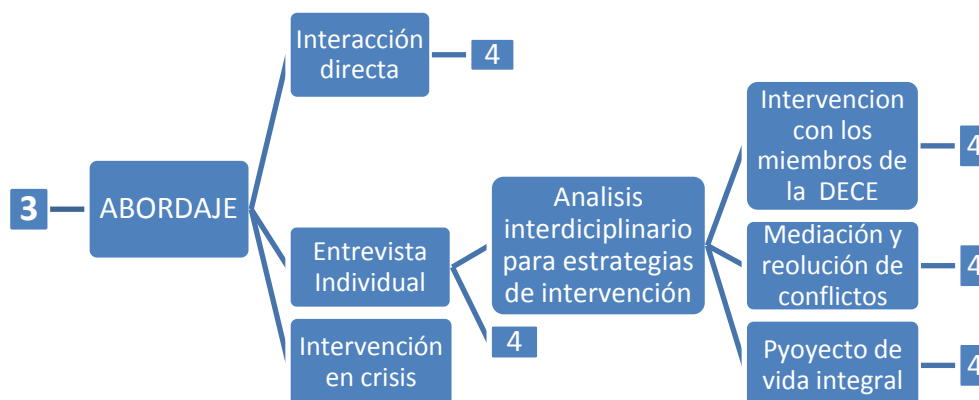 3
ABORDAJE
Interacción
directa
4
Entrevista
Individual
4
Intervención
en crisis
Analisis
interdiciplinario
para estrategias
de intervención
Intervencion
con los
miembros de
la DECE
4
Mediación y
reolución de
conflictos
4
Pyoyecto de
vida integral
4